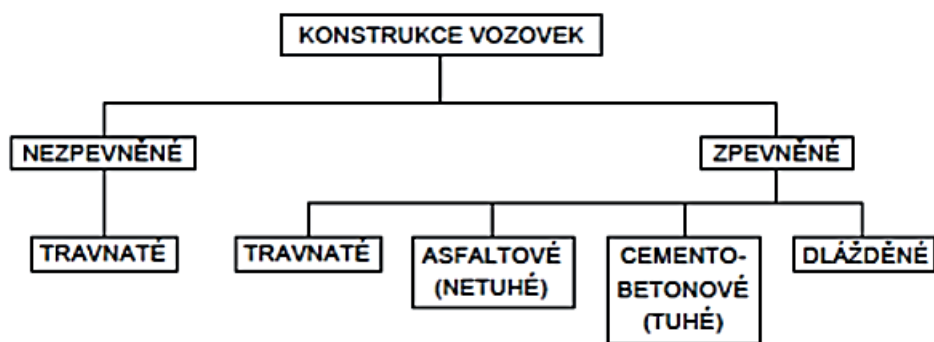 KONSTRUKCE VOZOVEK
NEZPEVNĚNÉ
ZPEVNĚNÉ
TRAVNATÉ
TRAVNATÉ
ASFALTOVÉ
(NETUHÉ)
CEMENTO-
BETONOVÉ
(TUHÉ)
DLÁŽDĚNÉ